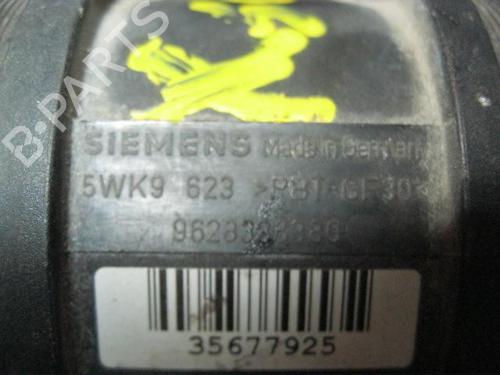 B-PARTS
SIEMENS Made in Germany
5WK9 623 >PBT-GF30<
35677925